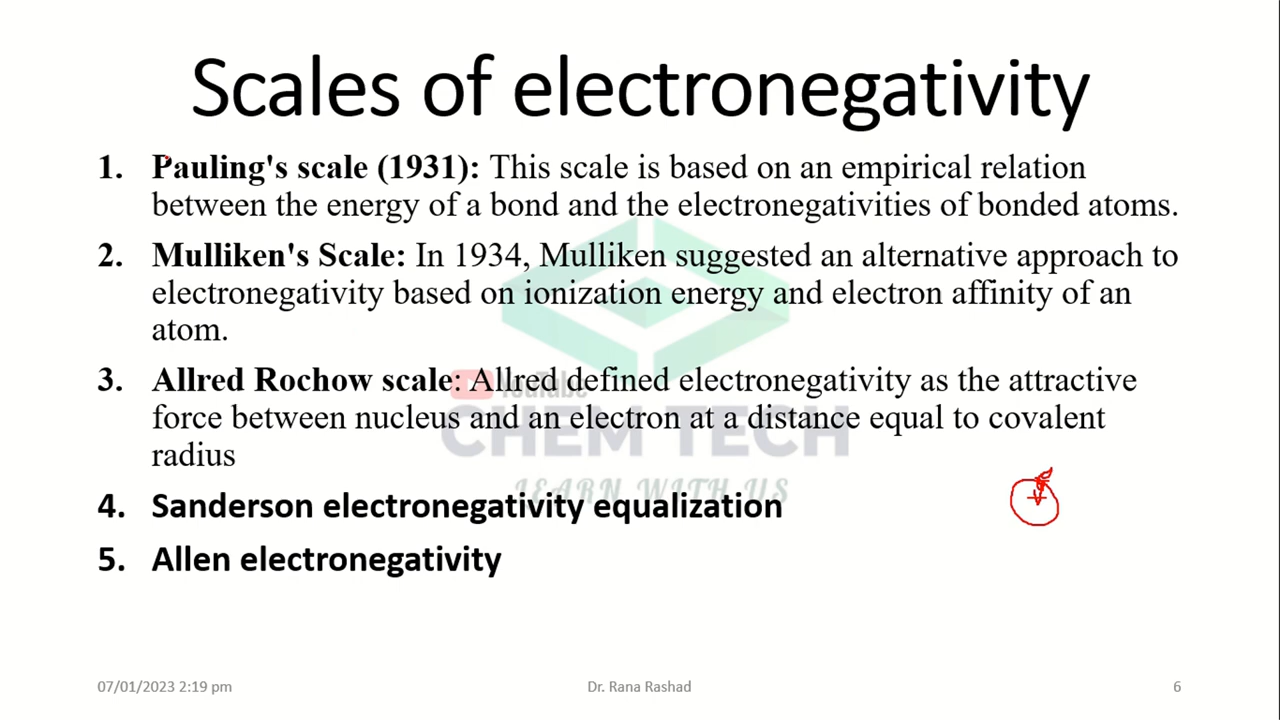 Scales of electronegativity
1. Pauling's scale (1931): This scale is based on an empirical relation
between the energy of a bond and the electronegativities of bonded atoms.
2. Mulliken's Scale: In 1934, Mulliken suggested an alternative approach to
electronegativity based on ionization energy and electron affinity of an
atom.
3. Allred Rochow scale: Allred defined electronegativity as the attractive
YouTube
force between nucleus and an electron at a distance equal to covalent
CHEM TECH
radius
LEARN WITH US
4. Sanderson electronegativity equalization
5. Allen electronegativity
07/01/2023 2:19 pm
Dr. Rana Rashad
6